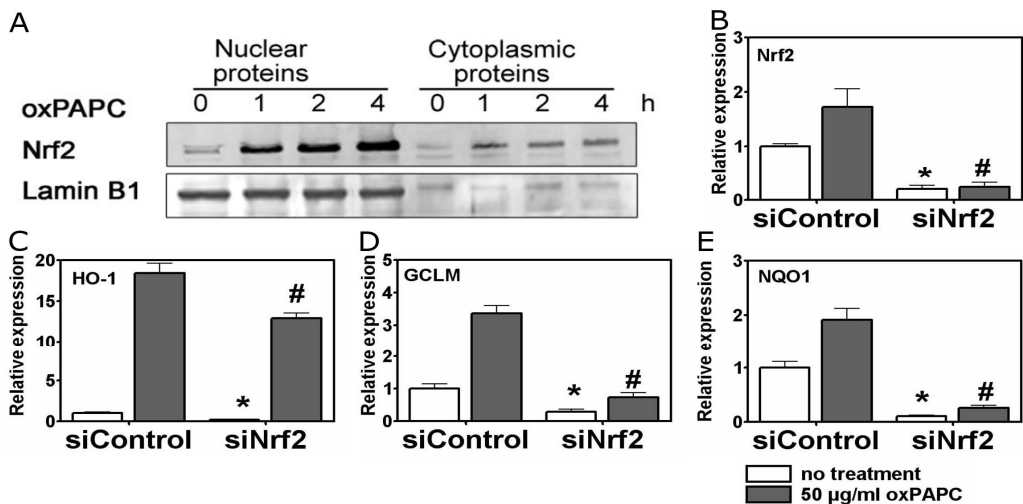 A
Nuclear proteins
Cytoplasmic proteins
oxPAPC 0 1 2 4 0 1 2 4 h
Nrf2
Lamin B1
B
Nrf2
Relative expression
3
2
1
0
* #
siControl siNrf2
C
HO-1
Relative expression
20
15
10
5
0
* #
siControl siNrf2
D
GCLM
Relative expression
5
4
3
2
1
0
* #
siControl siNrf2
E
NQO1
Relative expression
3
2
1
0
* #
siControl siNrf2
no treatment
50 µg/ml oxPAPC